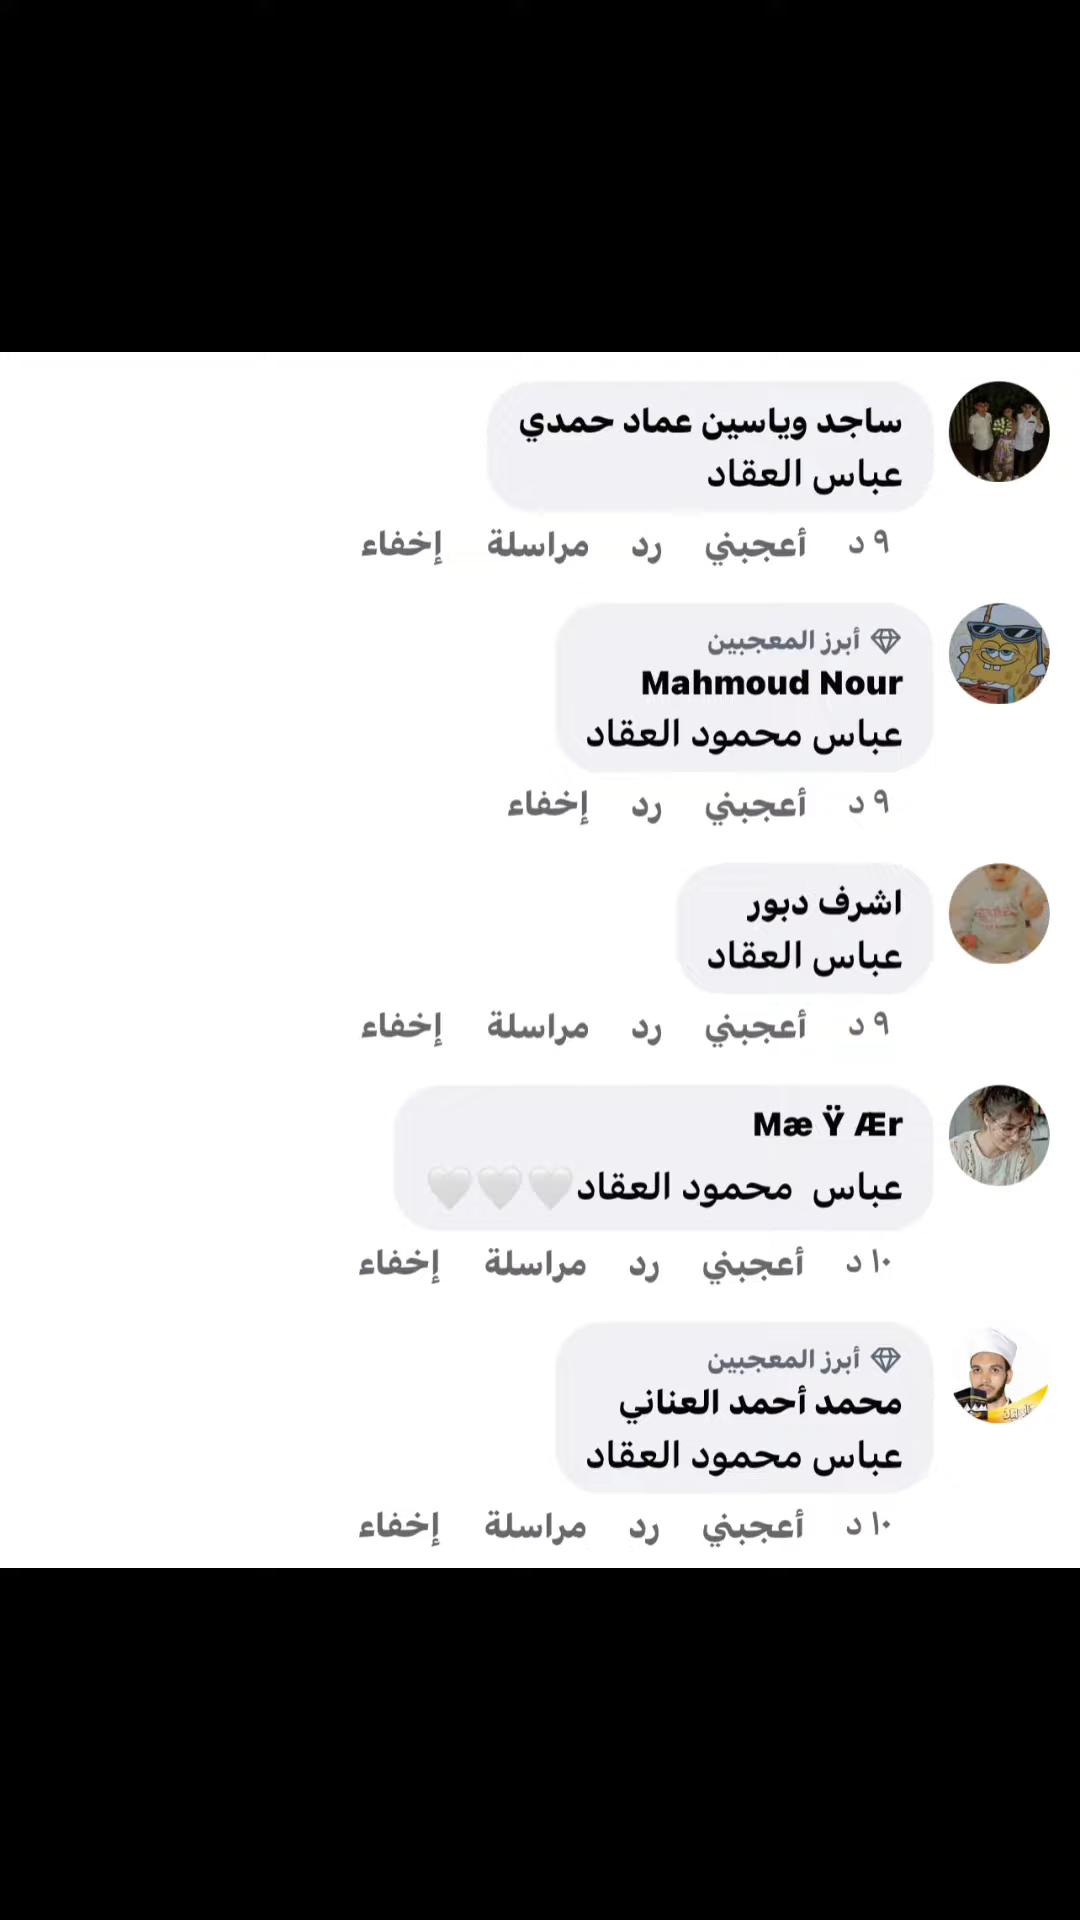 ساجد وياسين عماد حمدي
عباس العقاد
٩ د أعجبني رد مراسلة إخفاء
أبرز المعجبين
Mahmoud Nour
عباس محمود العقاد
٩ د أعجبني رد إخفاء
اشرف دبور
عباس العقاد
٩ د أعجبني رد مراسلة إخفاء
Mæ Ÿ Ær
عباس محمود العقاد🤍🤍🤍
١٠ د أعجبني رد مراسلة إخفاء
أبرز المعجبين
محمد أحمد العناني
عباس محمود العقاد
١٠ د أعجبني رد مراسلة إخفاء